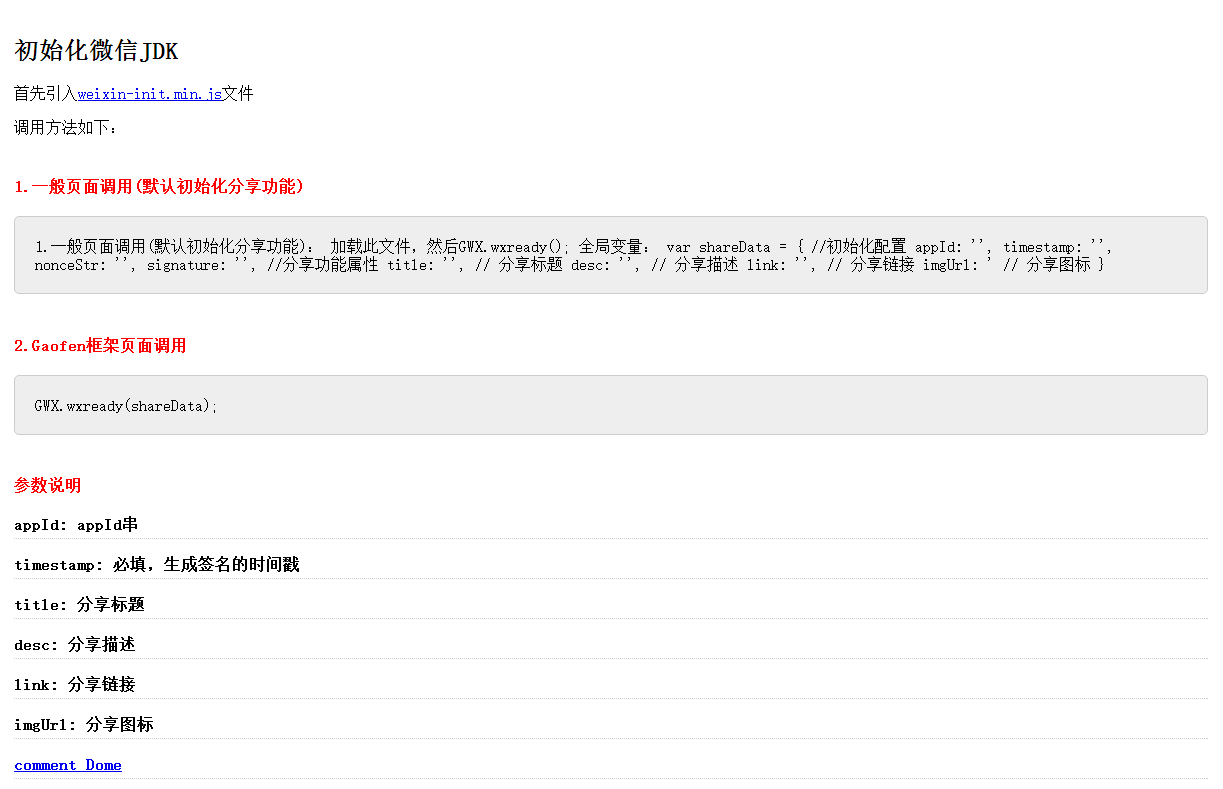 初始化微信JDK
首先引入weixin-init.min.js文件
调用方法如下：
1.一般页面调用(默认初始化分享功能)
1.一般页面调用(默认初始化分享功能)： 加载此文件，然后GWX.wxready(); 全局变量： var shareData = { //初始化配置 appId: '', timestamp: '',
nonceStr: '', signature: '', //分享功能属性 title: '', // 分享标题 desc: '', // 分享描述 link: '', // 分享链接 imgUrl: ' // 分享图标 }
2.Gaofen框架页面调用
GWX.wxready(shareData);
参数说明
appId: appId串
timestamp: 必填，生成签名的时间戳
title: 分享标题
desc: 分享描述
link: 分享链接
imgUrl: 分享图标
comment Dome